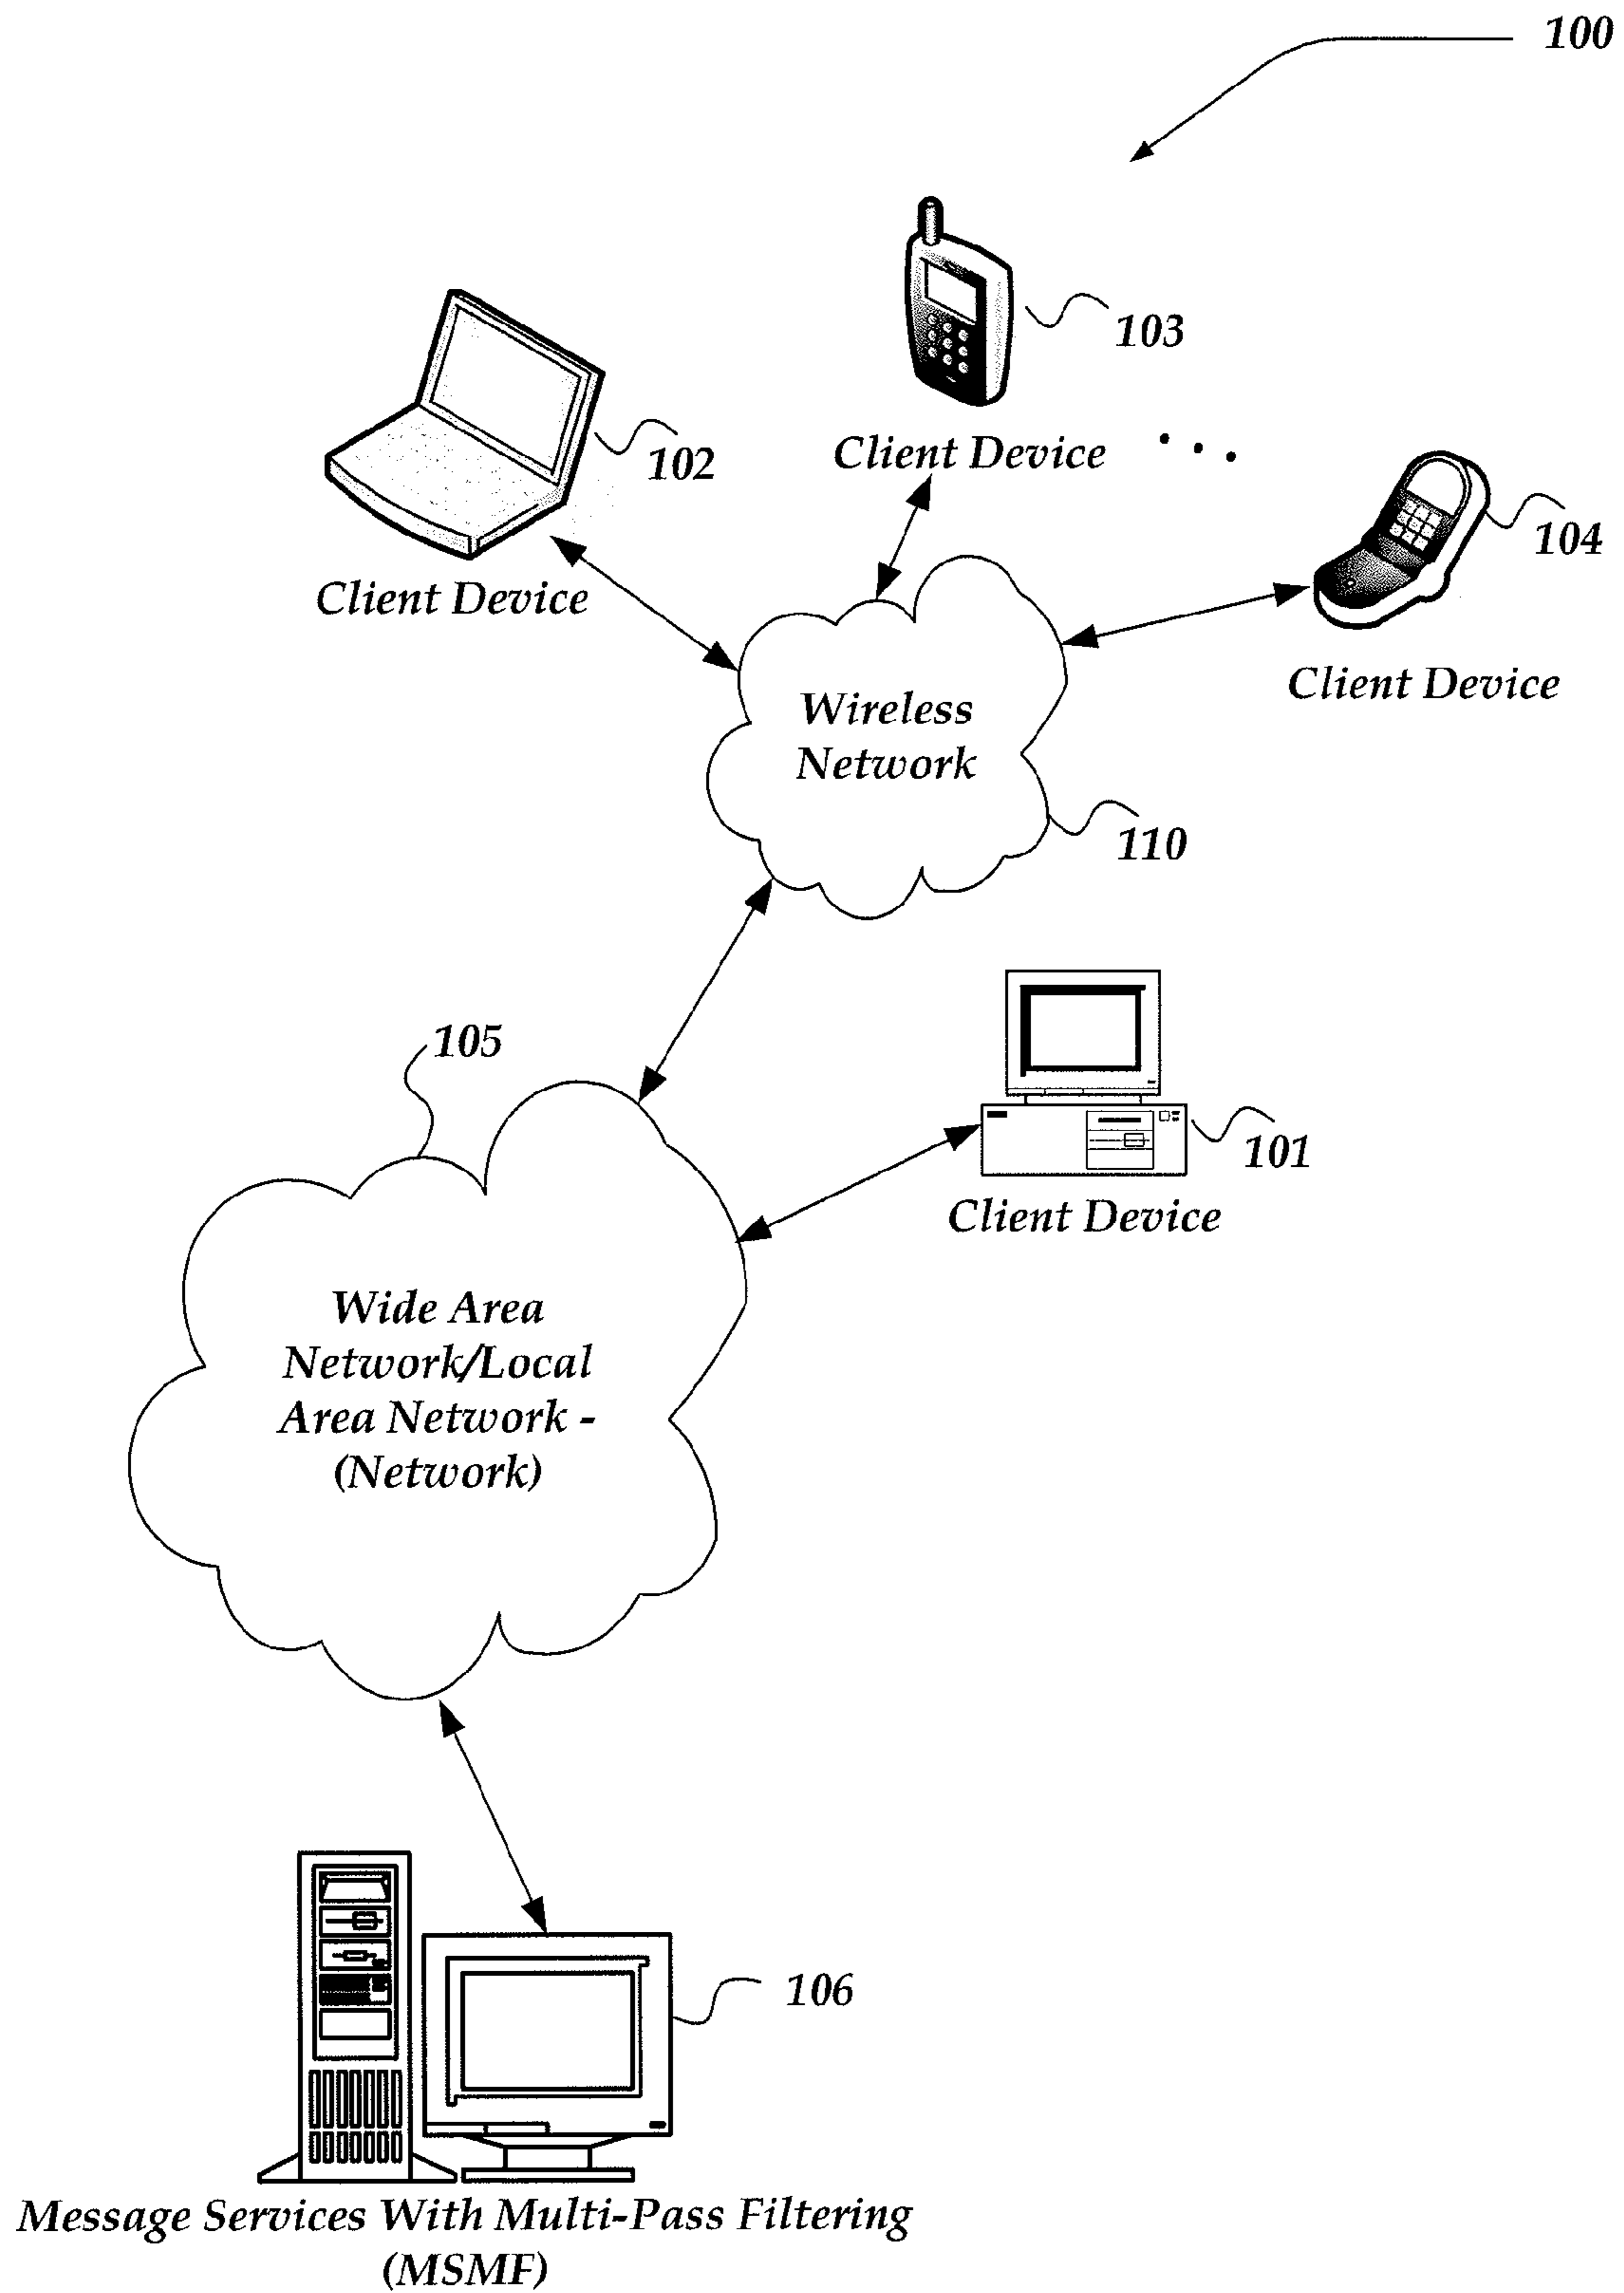 100
103
102
Client Device
104
Client Device
Client Device
Wireless
Network
110
105
101
Client Device
Wide Area
Network/Local
Area Network -
(Network)
106
Message Services With Multi-Pass Filtering
(MSMF)